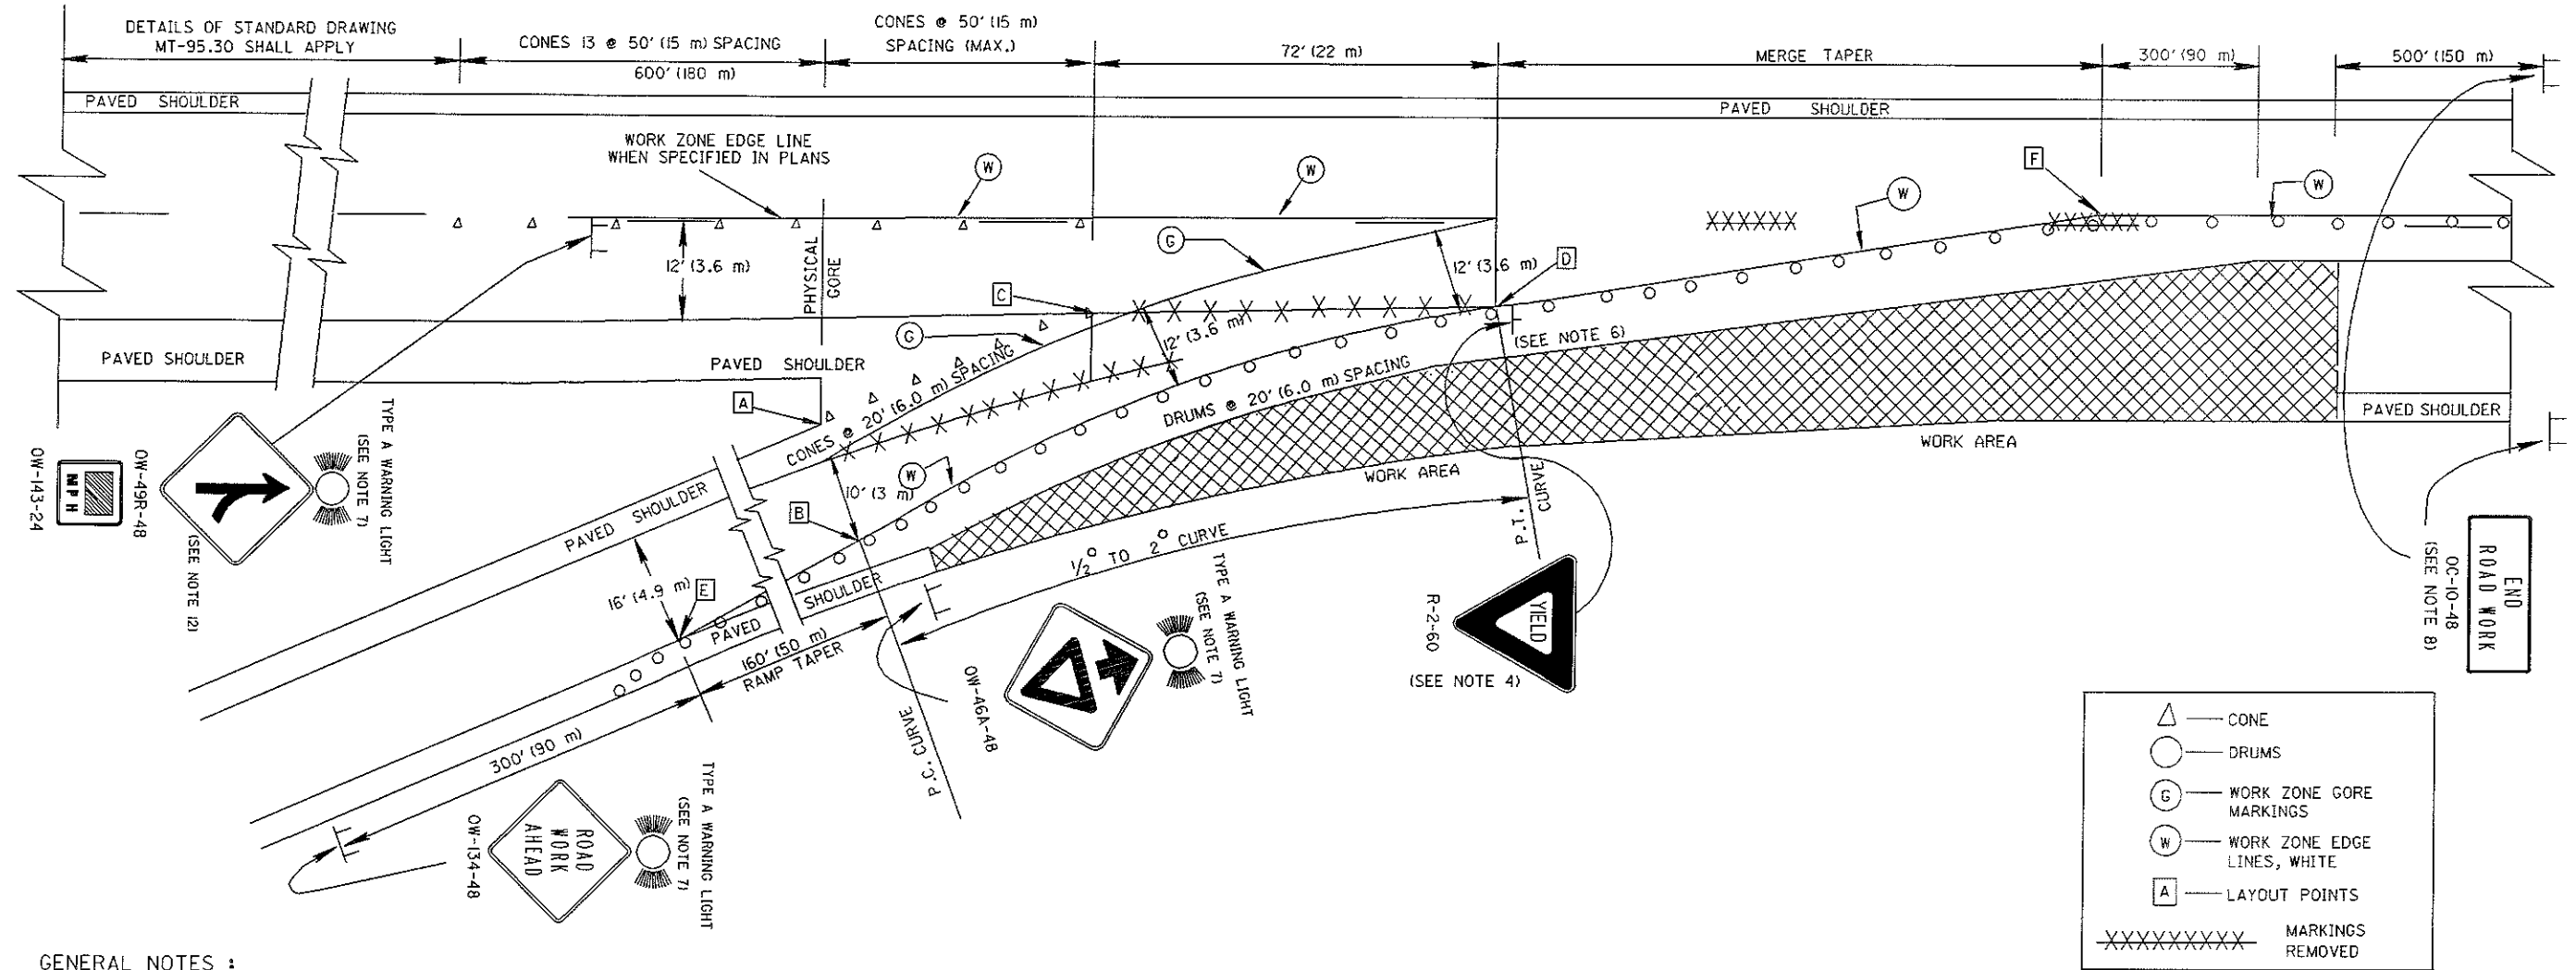 DETAILS OF STANDARD DRAWING
MT-95.30 SHALL APPLY
CONES 13 @ 50' (15 m) SPACING
600' (180 m)
CONES @ 50' (15 m)
SPACING (MAX.)
72' (22 m)
MERGE TAPER
300' (90 m)
500' (150 m)
PAVED SHOULDER
PAVED SHOULDER
WORK ZONE EDGE LINE
WHEN SPECIFIED IN PLANS
W
W
F
W
W
G
12' (3.6 m)
PHYSICAL
GORE
C
12' (3.6 m)
D
G
12' (3.6 m)
(SEE NOTE 6)
PAVED SHOULDER
PAVED SHOULDER
A
CONES @ 20' (6.0 m) SPACING
DRUMS @ 20' (6.0 m) SPACING
PAVED SHOULDER
WORK AREA
WORK AREA
W
10' (3 m)
B
PAVED SHOULDER
16' (4.9 m)
E
PAVED SHOULDER
160' (50 m)
RAMP TAPER
1/2° TO 2° CURVE
P.T. CURVE
P.C. CURVE
300' (90 m)
TYPE A WARNING LIGHT
(SEE NOTE 7)
(SEE NOTE 12)
OW-49R-48
MPH
OW-143-24
TYPE A WARNING LIGHT
(SEE NOTE 7)
OW-46A-48
YIELD
R-2-60
(SEE NOTE 4)
END
ROAD WORK
OC-10-48
(SEE NOTE 8)
TYPE A WARNING LIGHT
(SEE NOTE 7)
ROAD
WORK
AHEAD
OW-134-48
CONE
DRUMS
G WORK ZONE GORE
MARKINGS
W WORK ZONE EDGE
LINES, WHITE
A LAYOUT POINTS
XXXXXXXXX MARKINGS
REMOVED
GENERAL NOTES :